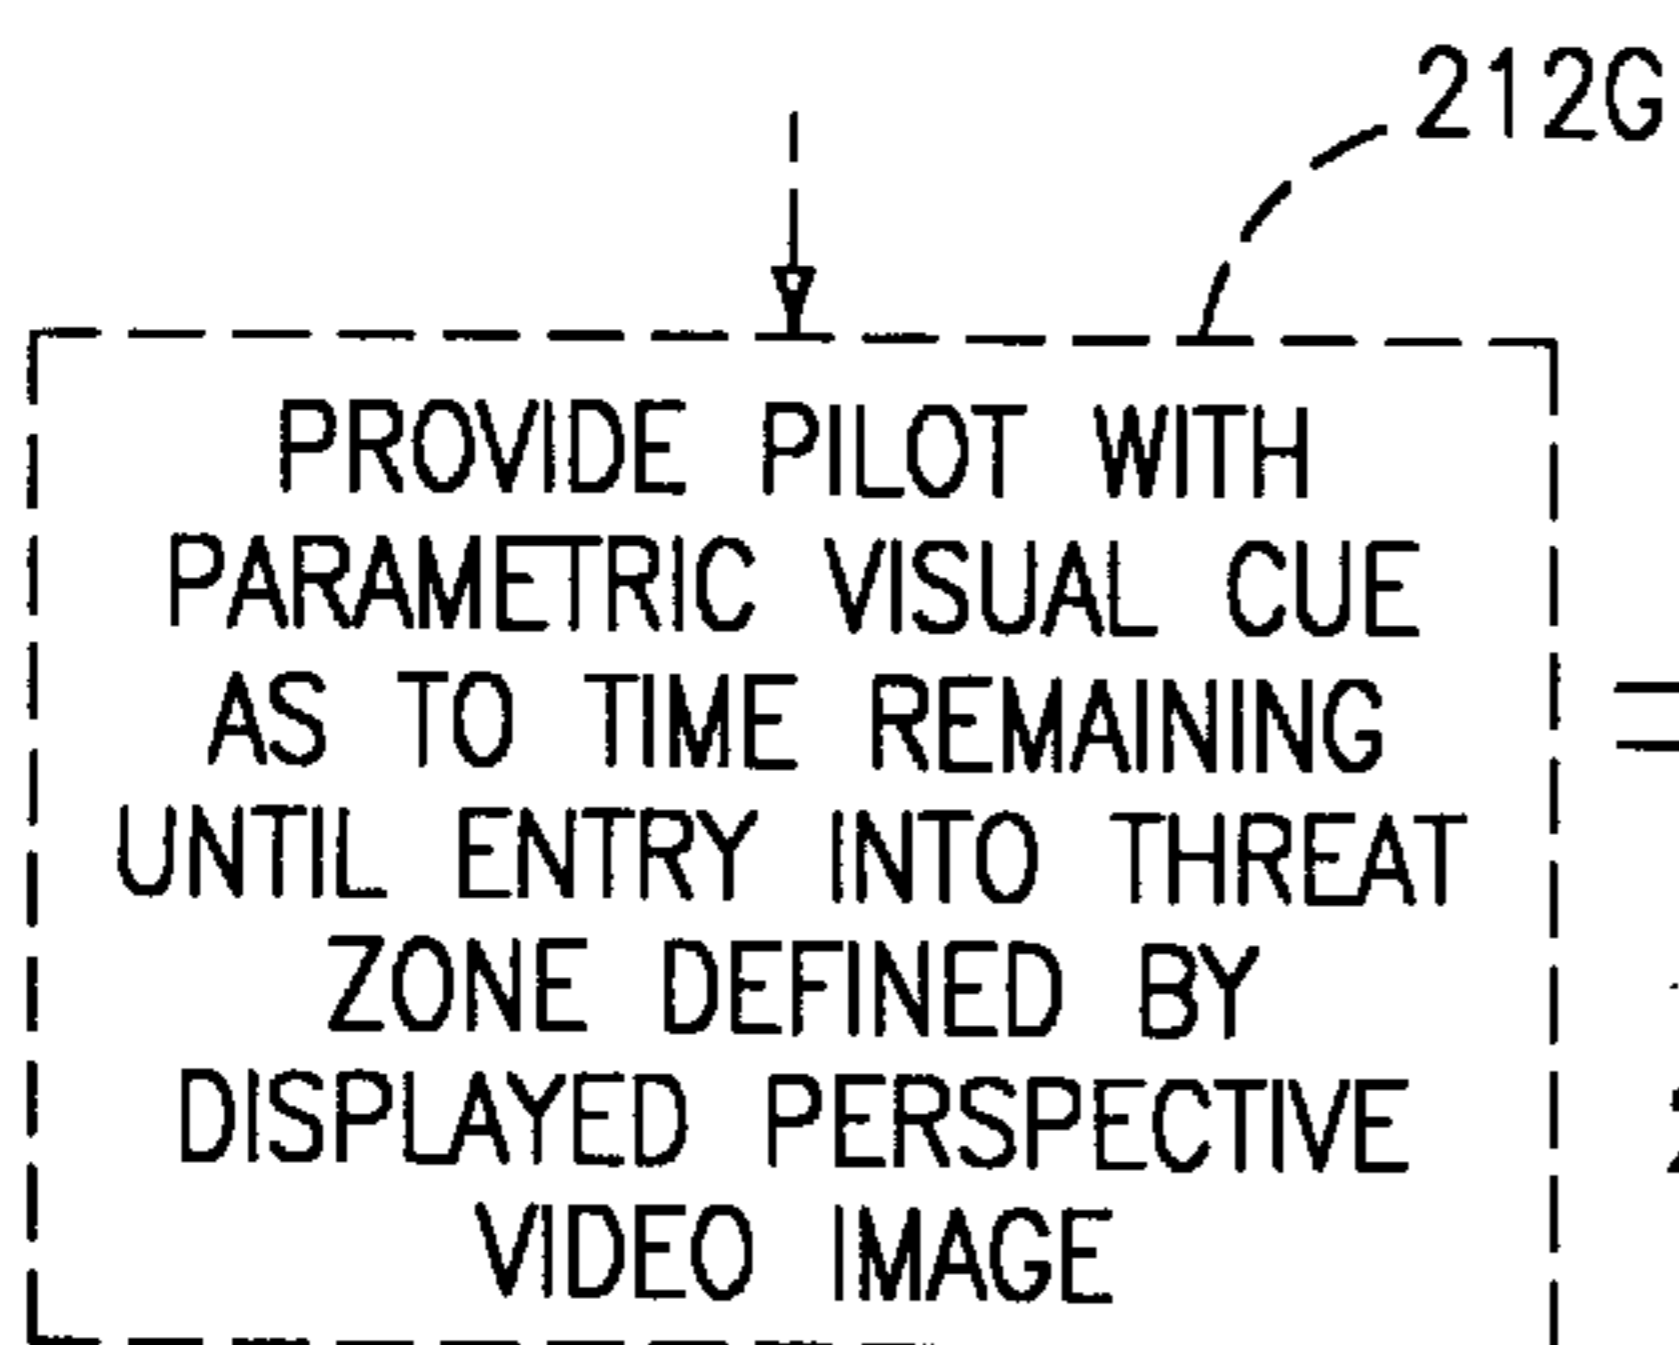 212G
PROVIDE PILOT WITH
PARAMETRIC VISUAL CUE
AS TO TIME REMAINING
UNTIL ENTRY INTO THREAT
ZONE DEFINED BY
DISPLAYED PERSPECTIVE
VIDEO IMAGE